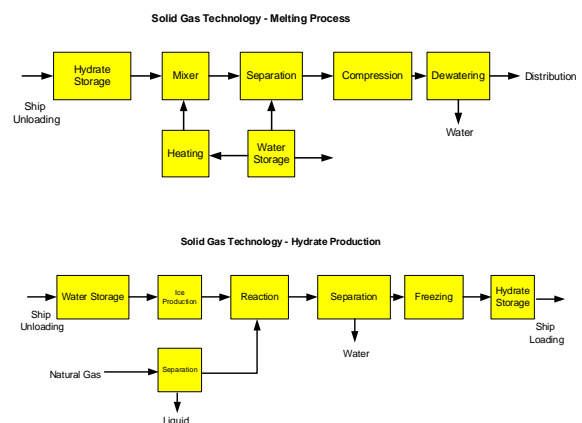 Solid Gas Technology - Melting Process
Hydrate
Storage
Mixer
Separation
Compression
Dewatering
Distribution
Ship
Unloading
Water
Heating
Water
Storage
Solid Gas Technology - Hydrate Production
Water Storage
Ice
Production
Reaction
Separation
Freezing
Hydrate
Storage
Ship
Unloading
Ship
Loading
Water
Natural Gas
Separation
Liquid